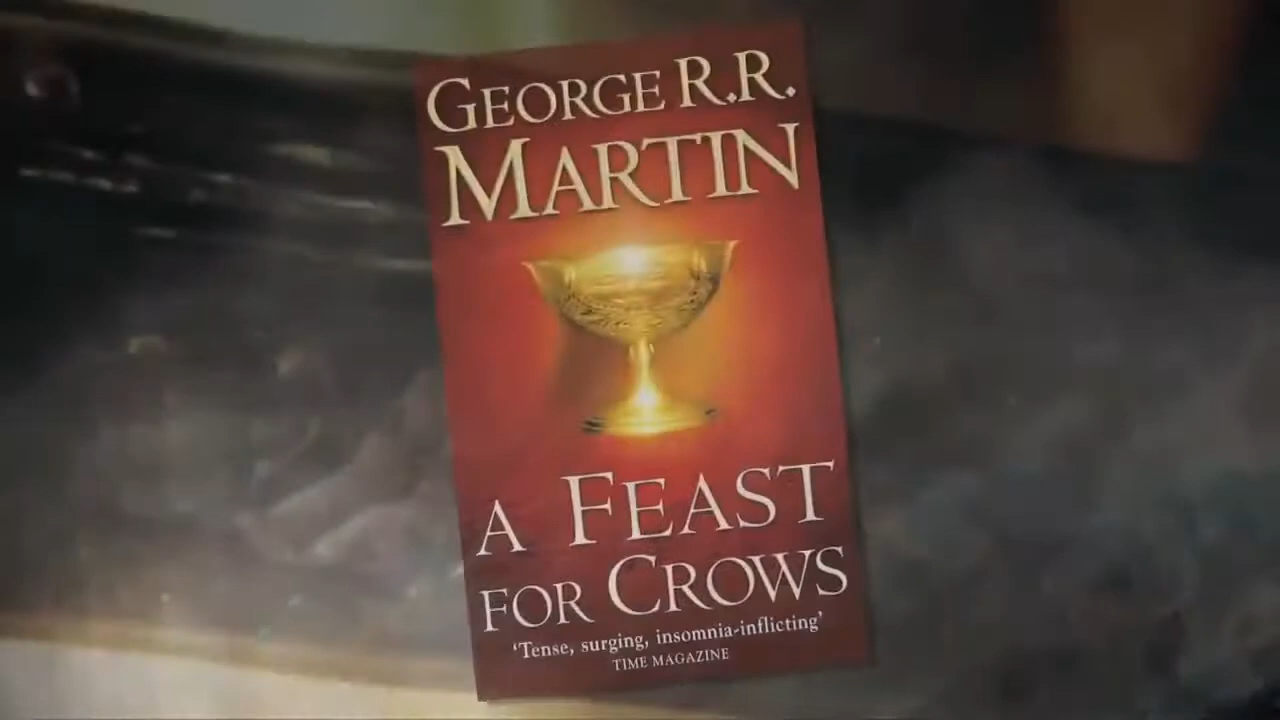 GEORGE R.R.
MARTIN
A FEAST
FOR CROWS
'Tense, surging, insomnia-inflicting'
TIME MAGAZINE